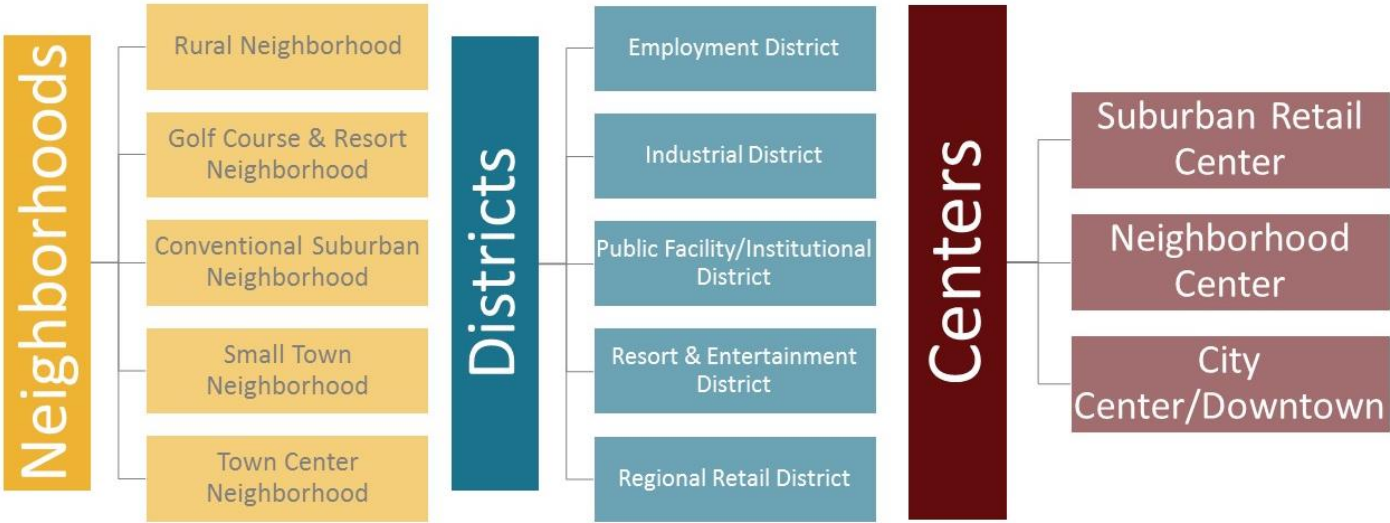 Neighborhoods
Rural Neighborhood
Golf Course & Resort
Neighborhood
Conventional Suburban
Neighborhood
Small Town
Neighborhood
Town Center
Neighborhood
Districts
Employment District
Industrial District
Public Facility/Institutional
District
Resort & Entertainment
District
Regional Retail District
Centers
Suburban Retail
Center
Neighborhood
Center
City
Center/Downtown